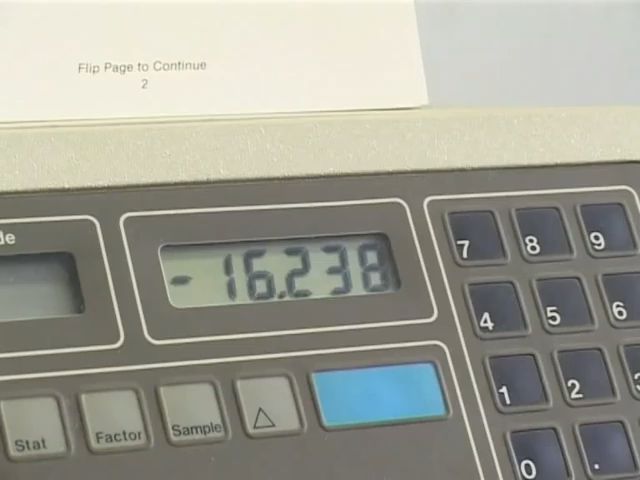 Flip Page to Continue
2
de
-16.238
7 8 9
4 5 6
1 2 3
0 .
Stat Factor Sample △